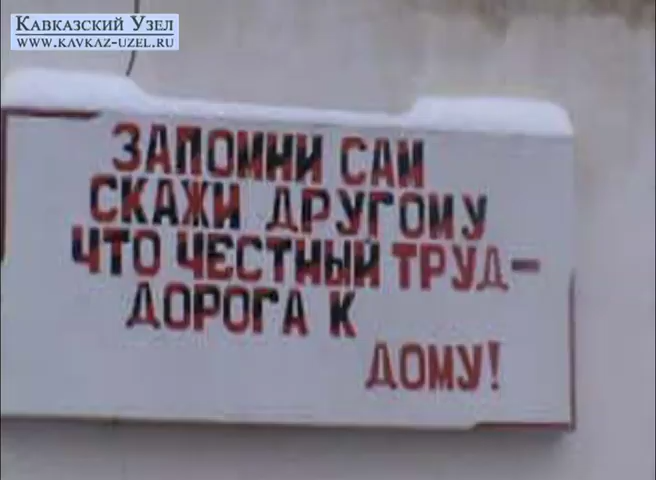 Кавказский Узел
www.kavkaz-uzel.ru
ЗАПОМНИ САМ
СКАЖИ ДРУГОМУ
ЧТО ЧЕСТНЫЙ ТРУД–
ДОРОГА К
ДОМУ!